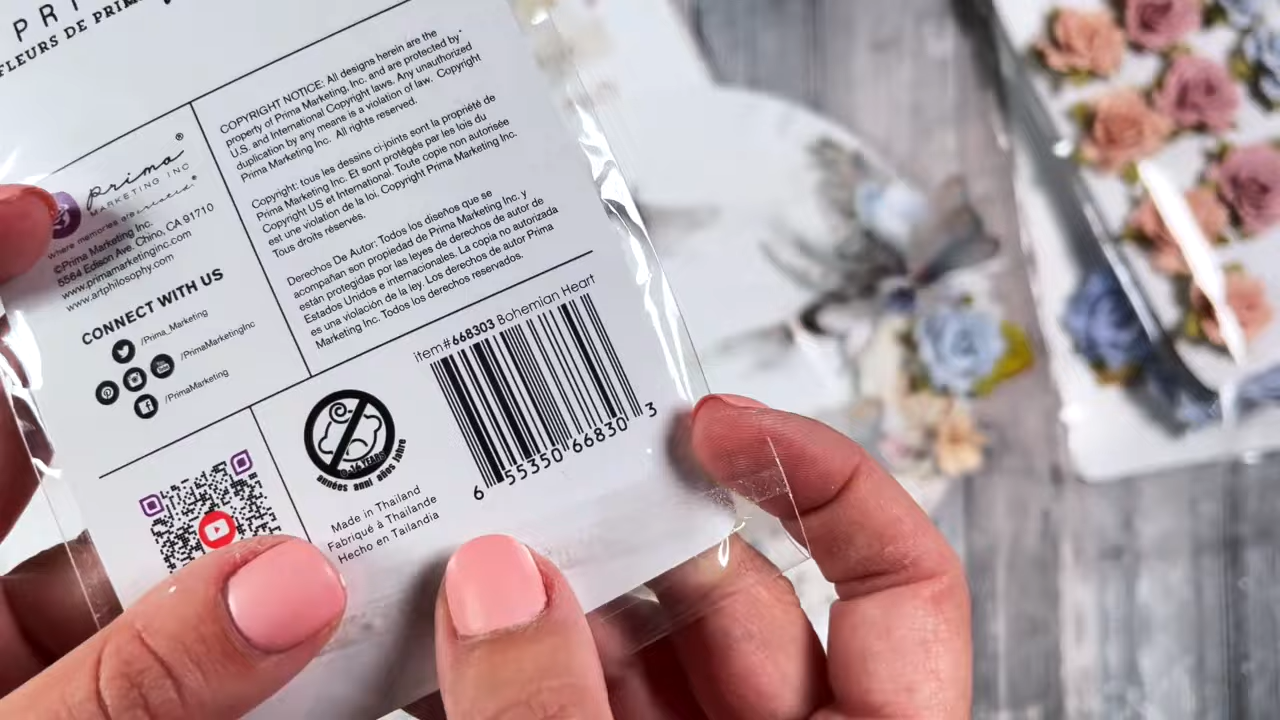 PRI
FLEURS DE PRIMA
prima®
MARKETING INC
where memories are
©Prima Marketing Inc.
5564 Edison Ave. Chino, CA 91710
www.primamarketinginc.com
www.artphilosophy.com
CONNECT WITH US
/Prima_Marketing
/PrimaMarketingInc
/PrimaMarketing
COPYRIGHT NOTICE: All designs herein are the
property of Prima Marketing, Inc. and are protected by
U.S. and International Copyright laws. Any unauthorized
duplication by any means is a violation of law. Copyright
Prima Marketing Inc. All rights reserved.
Copyright: tous les dessins ci-joints sont la propriété de
Prima Marketing Inc. Et sont protégés par les lois du
Copyright US et International. Toute copie non autorisée
est une violation de la loi. Copyright Prima Marketing Inc.
Tous droits résérvés.
Derechos De Autor: Todos los diseños que se
acompañan son propiedad de Prima Marketing Inc. y
están protegidas por las leyes de derechos de autor de
Estados Unidos e internacionales. La copia no autorizada
es una violación de la ley. Los derechos de autor Prima
Marketing Inc. Todos los derechos reservados.
0-14 YEARS
années anni años Jahre
Made in Thailand
Fabriqué à Thailande
Hecho en Tailandia
item#668303 Bohemian Heart
6 55350 66830 3